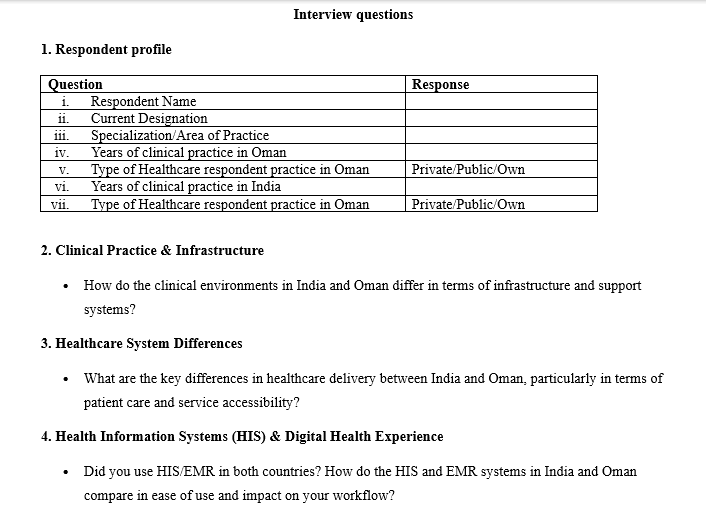 Interview questions
1. Respondent profile
Question Response
i. Respondent Name
ii. Current Designation
iii. Specialization/Area of Practice
iv. Years of clinical practice in Oman
v. Type of Healthcare respondent practice in Oman Private/Public/Own
vi. Years of clinical practice in India
vii. Type of Healthcare respondent practice in Oman Private/Public/Own
2. Clinical Practice & Infrastructure
• How do the clinical environments in India and Oman differ in terms of infrastructure and support
systems?
3. Healthcare System Differences
• What are the key differences in healthcare delivery between India and Oman, particularly in terms of
patient care and service accessibility?
4. Health Information Systems (HIS) & Digital Health Experience
• Did you use HIS/EMR in both countries? How do the HIS and EMR systems in India and Oman
compare in ease of use and impact on your workflow?